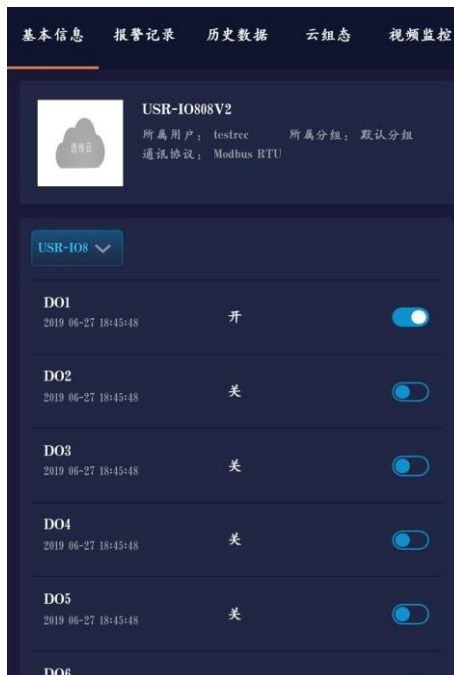 基本信息 报警记录 历史数据 云组态 视频监控
透传云
USR-IO808V2
所属用户: testrcc 所属分组: 默认分组
通讯协议: Modbus RTU
USR-IO8
DO1
2019 06-27 18:45:48
开
DO2
2019 06-27 18:45:48
关
DO3
2019 06-27 18:45:48
关
DO4
2019 06-27 18:45:48
关
DO5
2019 06-27 18:45:48
关
DO6